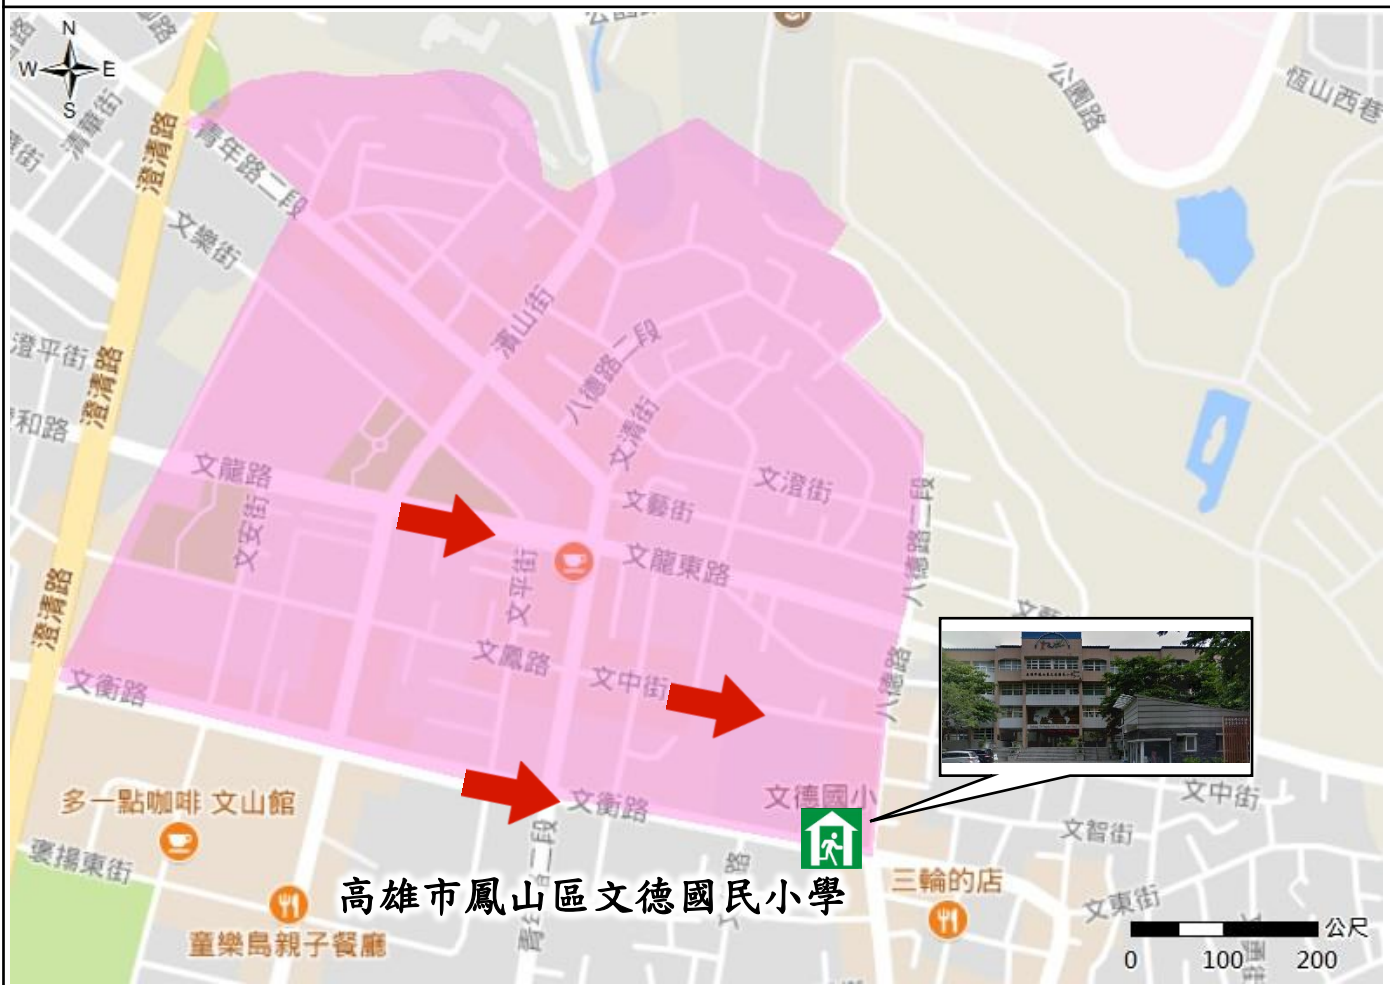 N
W E
S
公園路
恆山西巷
清華街
澄清路
青年路二段
文樂街
濱山街
八德路二段
文濱街
澄平街
澄清路
和路
文龍路
文安街
文藝街
文澄街
八德路二段
文龍東路
文平街
澄清路
文鳳路
文中街
八德路
文衡路
文衡路
文德國小
多一點咖啡 文山館
文中街
文智街
褒揚東街
三輪的店
高雄市鳳山區文德國民小學
文東街
童樂島親子餐廳
公尺
0 100 200